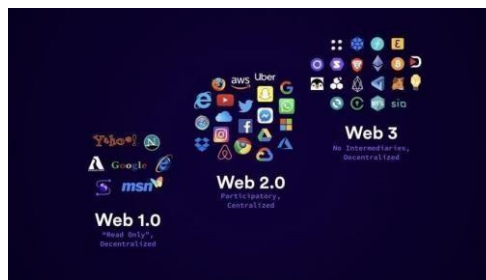 Yahoo!
Google
msn
Web 1.0
"Read Only",
Decentralized
aws Uber
Web 2.0
Participatory,
Centralized
sia
Web 3
No Intermediaries,
Decentralized